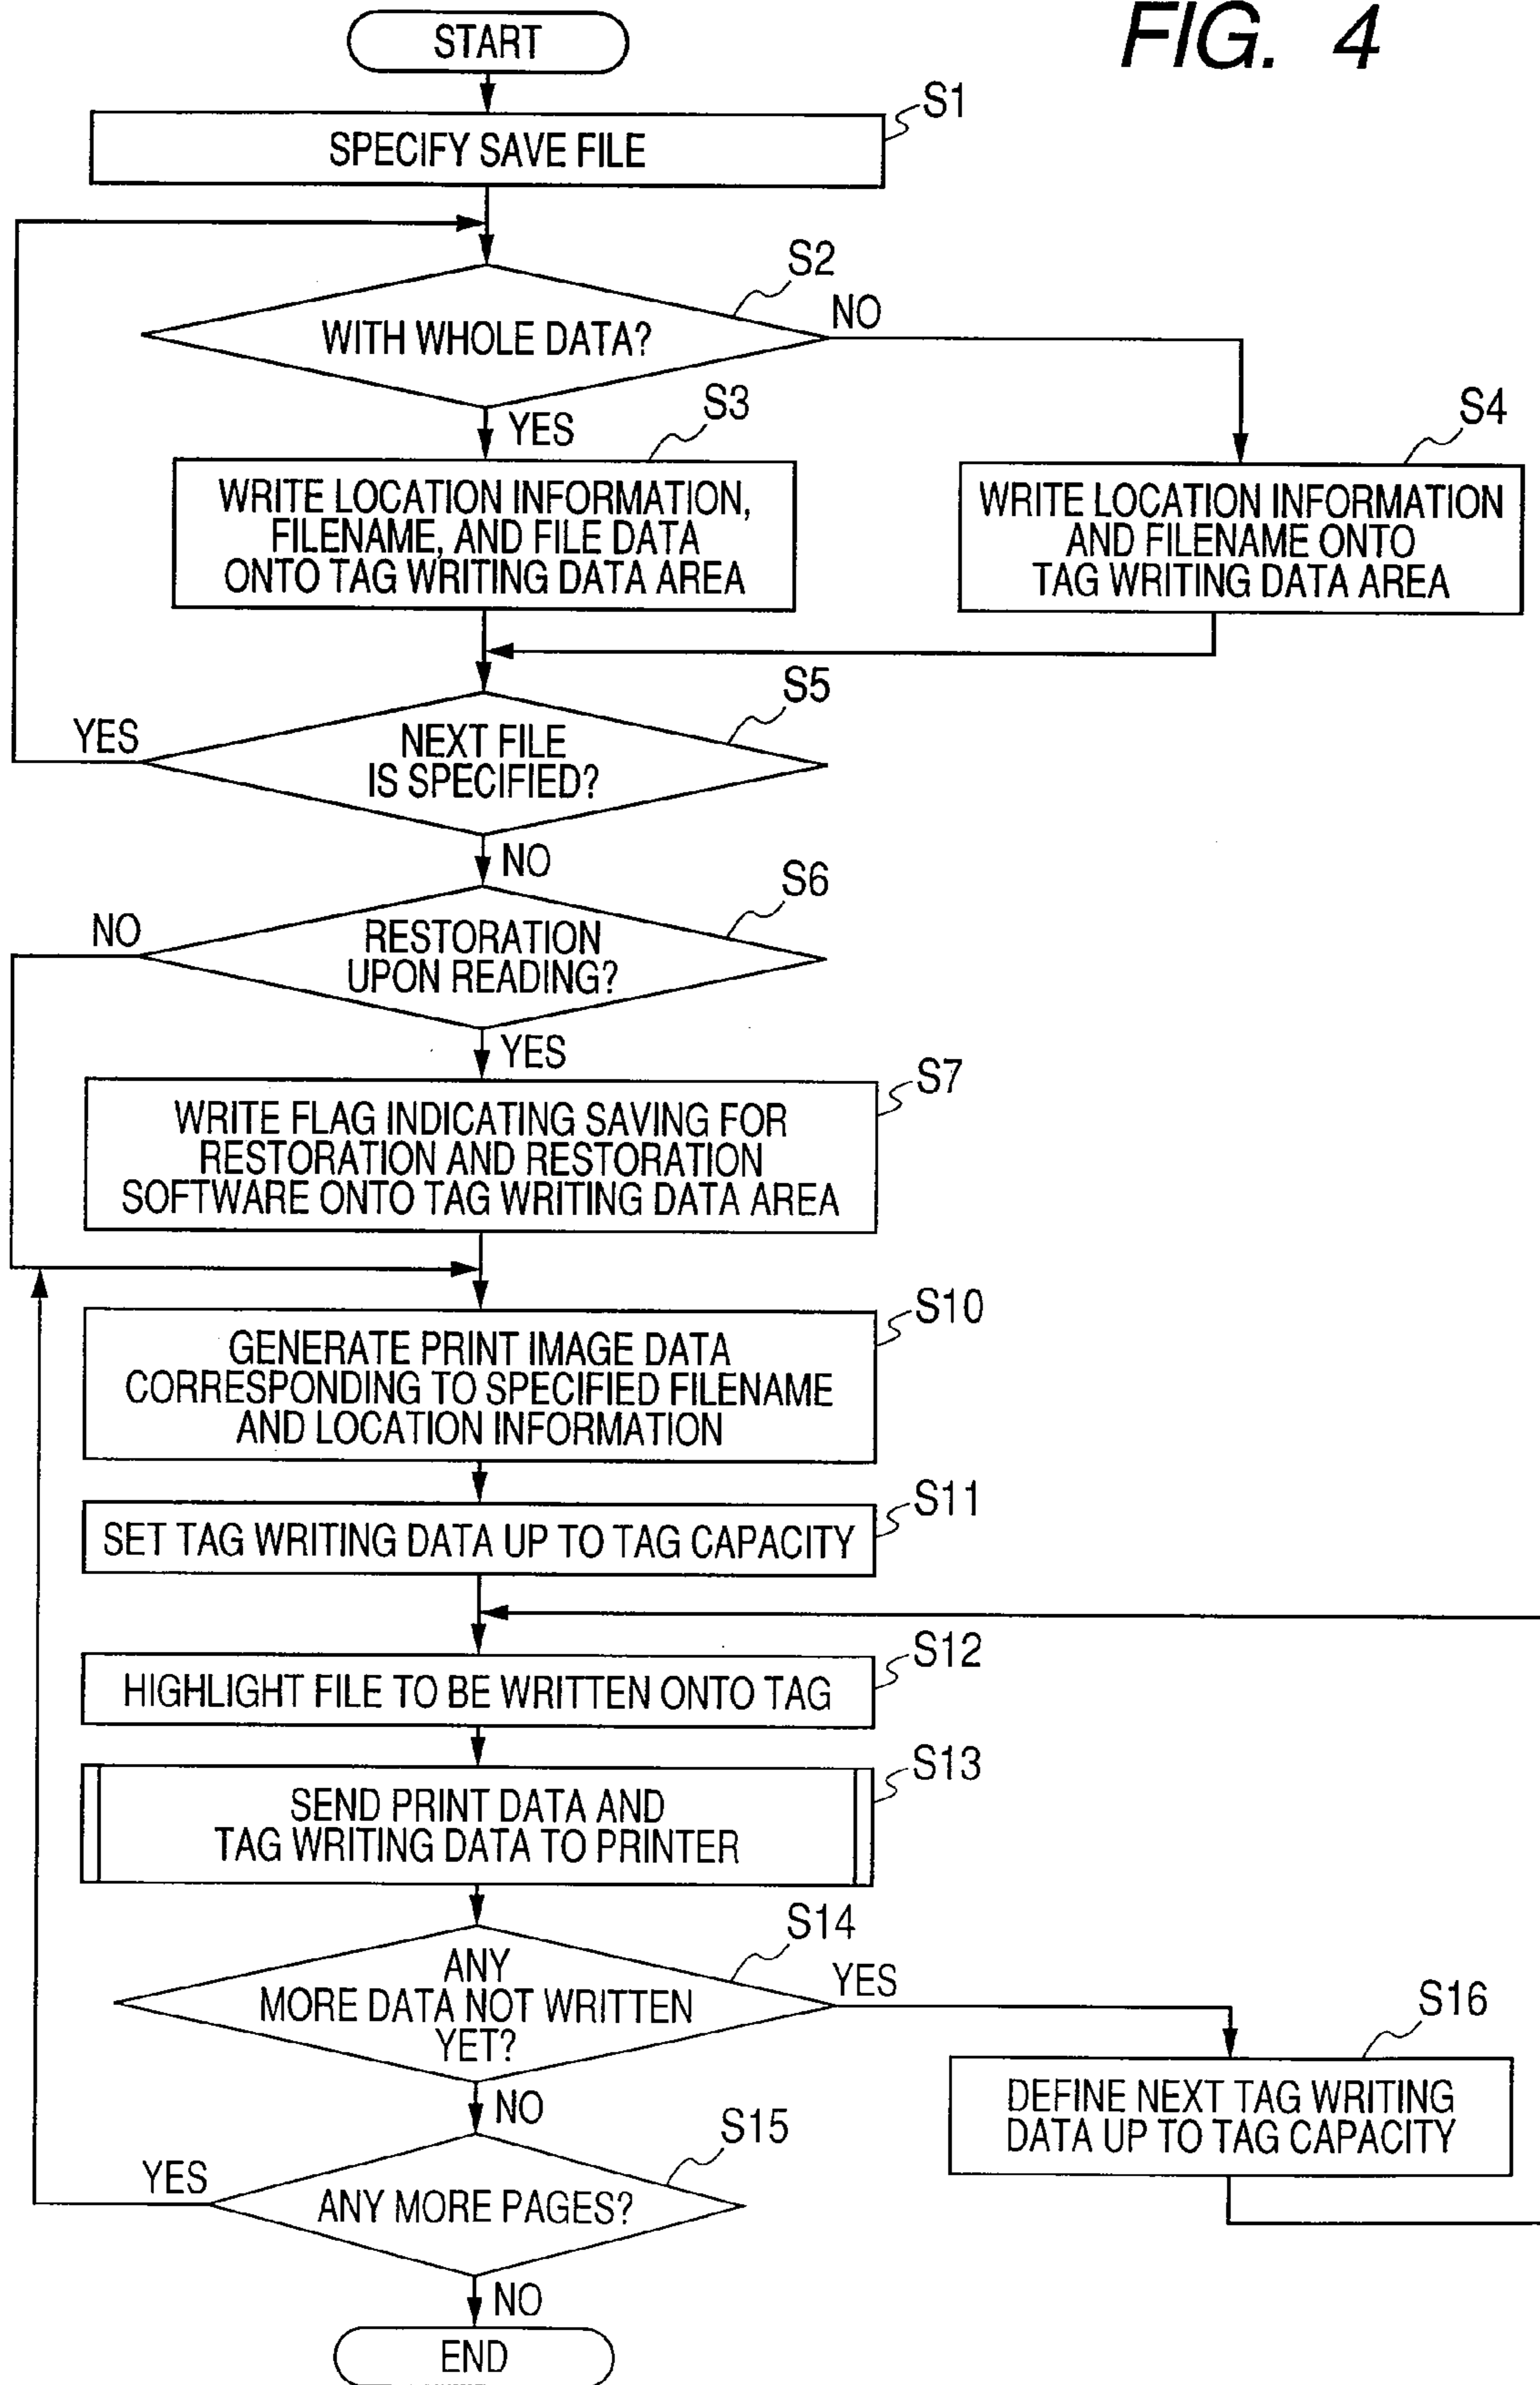 FIG. 4
START
S1
SPECIFY SAVE FILE
S2
WITH WHOLE DATA?
NO
YES
S3
WRITE LOCATION INFORMATION,
FILENAME, AND FILE DATA
ONTO TAG WRITING DATA AREA
S4
WRITE LOCATION INFORMATION
AND FILENAME ONTO
TAG WRITING DATA AREA
S5
NEXT FILE
IS SPECIFIED?
YES
NO
S6
RESTORATION
UPON READING?
NO
YES
S7
WRITE FLAG INDICATING SAVING FOR
RESTORATION AND RESTORATION
SOFTWARE ONTO TAG WRITING DATA AREA
S10
GENERATE PRINT IMAGE DATA
CORRESPONDING TO SPECIFIED FILENAME
AND LOCATION INFORMATION
S11
SET TAG WRITING DATA UP TO TAG CAPACITY
S12
HIGHLIGHT FILE TO BE WRITTEN ONTO TAG
S13
SEND PRINT DATA AND
TAG WRITING DATA TO PRINTER
S14
ANY
MORE DATA NOT WRITTEN
YET?
YES
NO
S16
DEFINE NEXT TAG WRITING
DATA UP TO TAG CAPACITY
S15
ANY MORE PAGES?
YES
NO
END